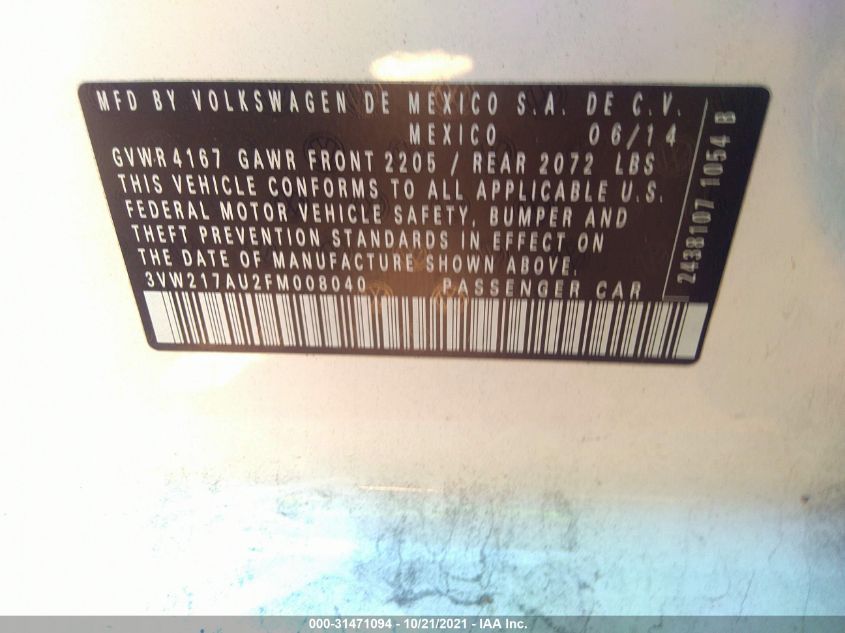 MFD BY VOLKSWAGEN DE MEXICO S.A. DE C.V.
MEXICO 06/14
GVWR 4167 GAWR FRONT 2205 / REAR 2072 LBS
THIS VEHICLE CONFORMS TO ALL APPLICABLE U.S.
FEDERAL MOTOR VEHICLE SAFETY, BUMPER AND
THEFT PREVENTION STANDARDS IN EFFECT ON
THE DATE OF MANUFACTURE SHOWN ABOVE.
3VW217AU2FM008040 PASSENGER CAR
2438107 1054 B
000-31471094 - 10/21/2021 - IAA Inc.